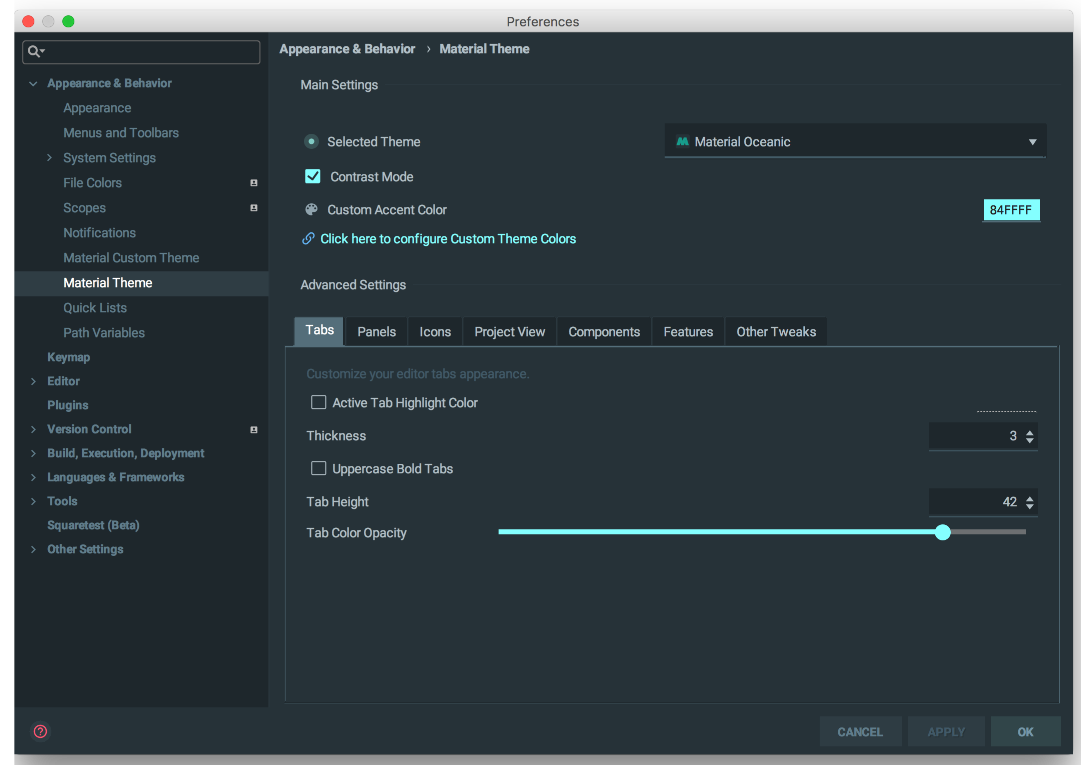 Preferences
Appearance & Behavior › Material Theme
Appearance & Behavior
Appearance
Menus and Toolbars
System Settings
File Colors
Scopes
Notifications
Material Custom Theme
Material Theme
Quick Lists
Path Variables
Keymap
Editor
Plugins
Version Control
Build, Execution, Deployment
Languages & Frameworks
Tools
Squaretest (Beta)
Other Settings
Main Settings
Selected Theme Material Oceanic
Contrast Mode
Custom Accent Color 84FFFF
Click here to configure Custom Theme Colors
Advanced Settings
Tabs Panels Icons Project View Components Features Other Tweaks
Customize your editor tabs appearance.
Active Tab Highlight Color
Thickness 3
Uppercase Bold Tabs
Tab Height 42
Tab Color Opacity
? CANCEL APPLY OK